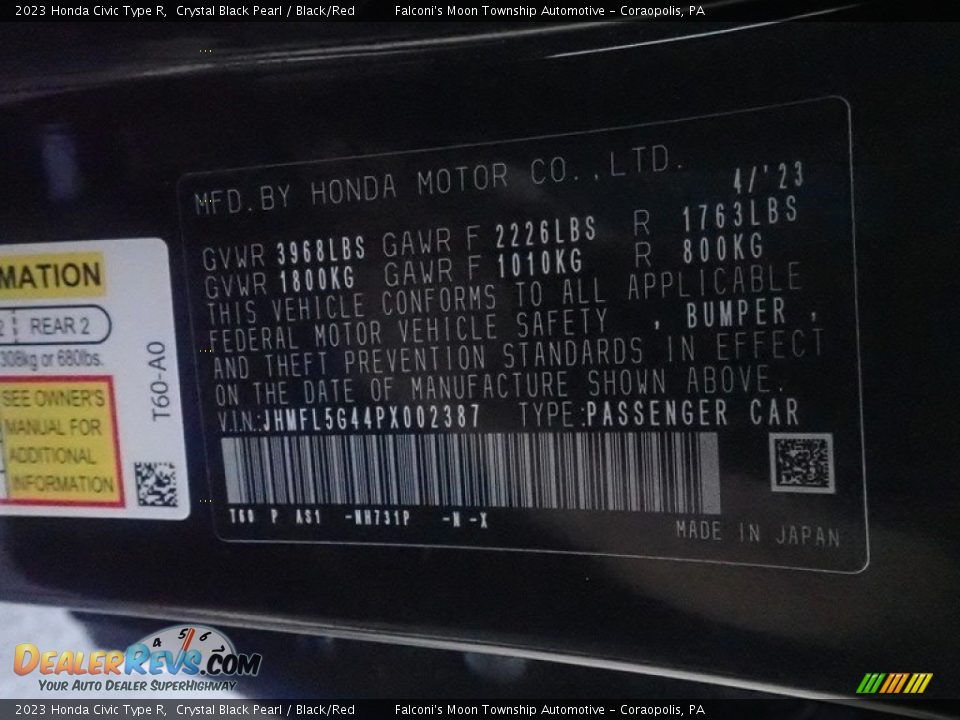 2023 Honda Civic Type R, Crystal Black Pearl / Black/Red Falconi's Moon Township Automotive - Coraopolis, PA
MFD.BY HONDA MOTOR CO.,LTD.
4/'23
GVWR 3968LBS GAWR F 2226LBS R 1763LBS
GVWR 1800KG GAWR F 1010KG R 800KG
THIS VEHICLE CONFORMS TO ALL APPLICABLE
FEDERAL MOTOR VEHICLE SAFETY , BUMPER ,
AND THEFT PREVENTION STANDARDS IN EFFECT
ON THE DATE OF MANUFACTURE SHOWN ABOVE.
V.I.N.:JHMFL5G44PX002387 TYPE:PASSENGER CAR
T60 P AS1 -NH731P -N -X
MADE IN JAPAN
MATION
2 REAR 2
308kg or 680lbs.
SEE OWNER'S
MANUAL FOR
ADDITIONAL
INFORMATION
T60-A0
4 5 6
DEALERREVS.COM
YOUR AUTO DEALER SUPERHIGHWAY
2023 Honda Civic Type R, Crystal Black Pearl / Black/Red Falconi's Moon Township Automotive - Coraopolis, PA